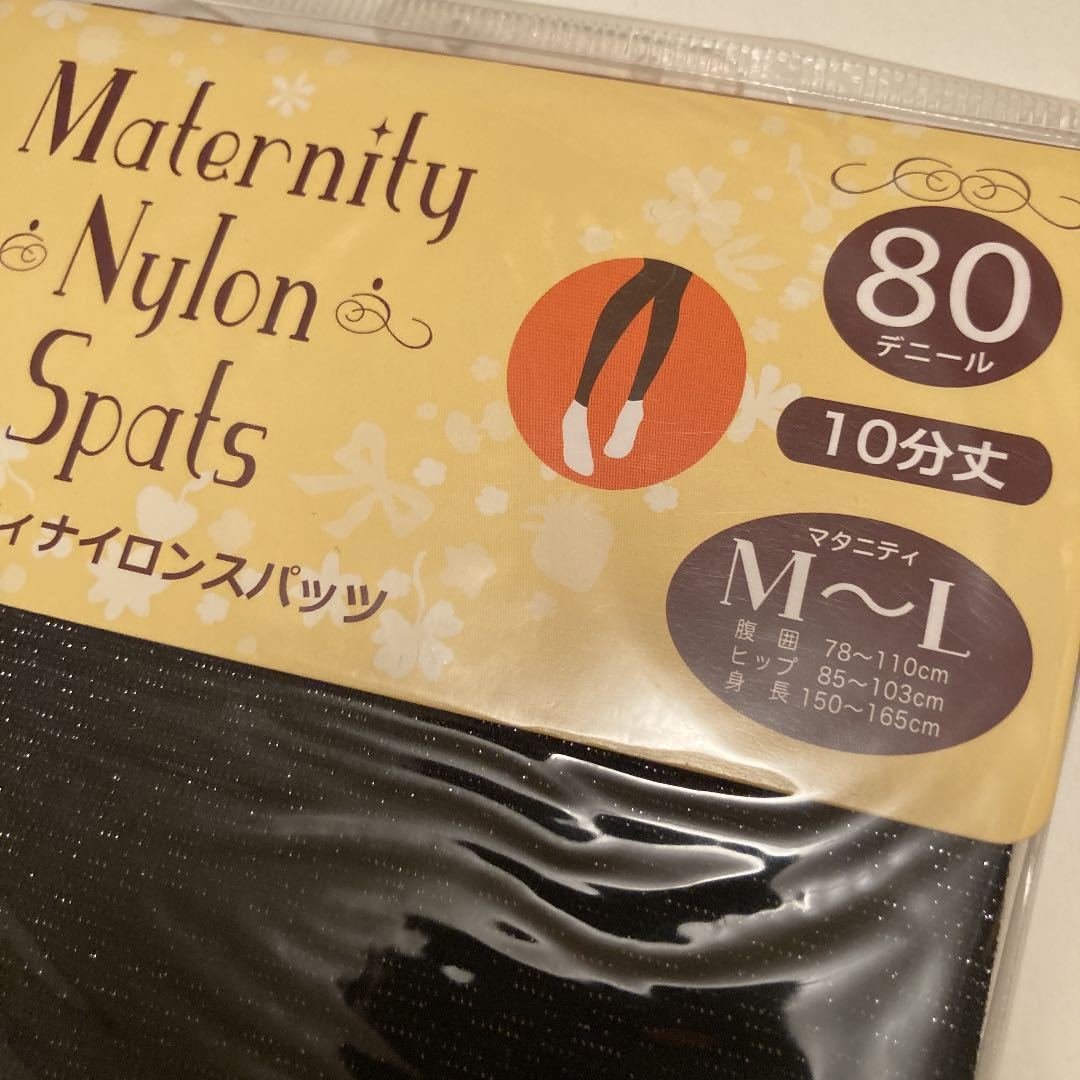 Maternity
Nylon
Spats
ィナイロンスパッツ
80
デニール
10分丈
マタニティ
M～L
腹囲 78～110cm
ヒップ 85～103cm
身長 150～165cm